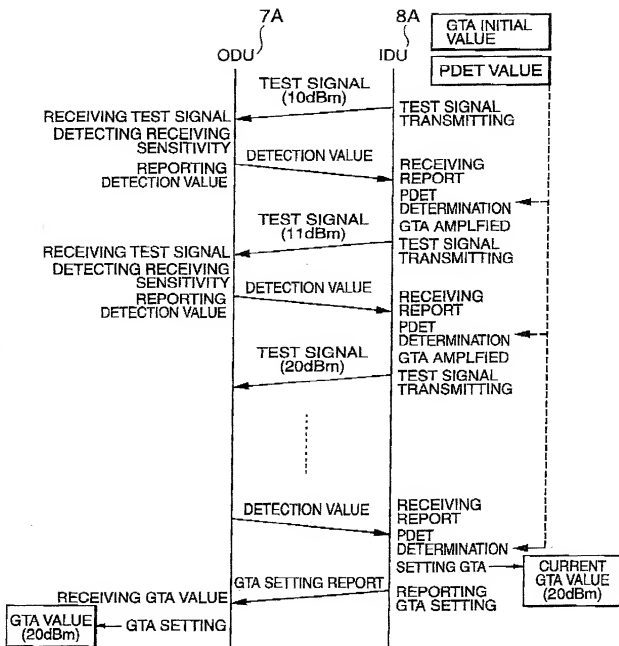 7A
8A
GTA INITIAL
VALUE
ODU
IDU
PDET VALUE
TEST SIGNAL
(10dBm)
RECEIVING TEST SIGNAL
TEST SIGNAL
TRANSMITTING
DETECTING RECEIVING
SENSITIVITY
DETECTION VALUE
REPORTING
DETECTION VALUE
RECEIVING
REPORT
PDET
DETERMINATION
TEST SIGNAL
(11dBm)
GTA AMPLFIED
RECEIVING TEST SIGNAL
TEST SIGNAL
TRANSMITTING
DETECTING RECEIVING
SENSITIVITY
DETECTION VALUE
REPORTING
DETECTION VALUE
RECEIVING
REPORT
PDET
DETERMINATION
TEST SIGNAL
(20dBm)
GTA AMPLFIED
TEST SIGNAL
TRANSMITTING
DETECTION VALUE
RECEIVING
REPORT
PDET
DETERMINATION
SETTING GTA
CURRENT
GTA VALUE
(20dBm)
GTA SETTING REPORT
RECEIVING GTA VALUE
REPORTING
GTA SETTING
GTA VALUE
(20dBm)
GTA SETTING